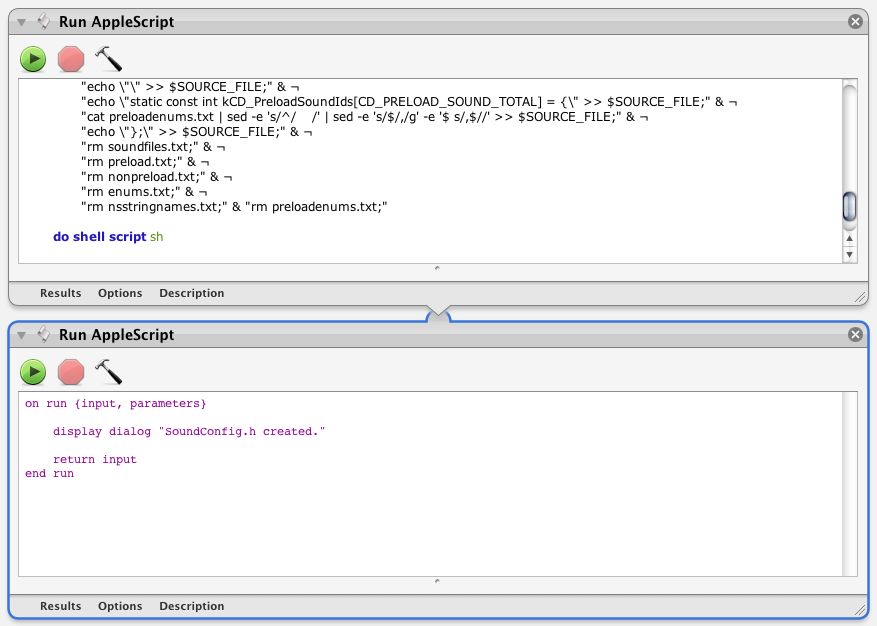 Run AppleScript
"echo \"\" >> $SOURCE_FILE;" & ¬
"echo \"static const int kCD_PreloadSoundIds[CD_PRELOAD_SOUND_TOTAL] = {\" >> $SOURCE_FILE;" & ¬
"cat preloadenums.txt | sed -e 's/^/    /' | sed -e 's/$/,/g' -e '$ s/,$//' >> $SOURCE_FILE;" & ¬
"echo \"};\" >> $SOURCE_FILE;" & ¬
"rm soundfiles.txt;" & ¬
"rm preload.txt;" & ¬
"rm nonpreload.txt;" & ¬
"rm enums.txt;" & ¬
"rm nsstringnames.txt;" & "rm preloadenums.txt;"
do shell script sh
Results Options Description
Run AppleScript
on run {input, parameters}
display dialog "SoundConfig.h created."
return input
end run
Results Options Description